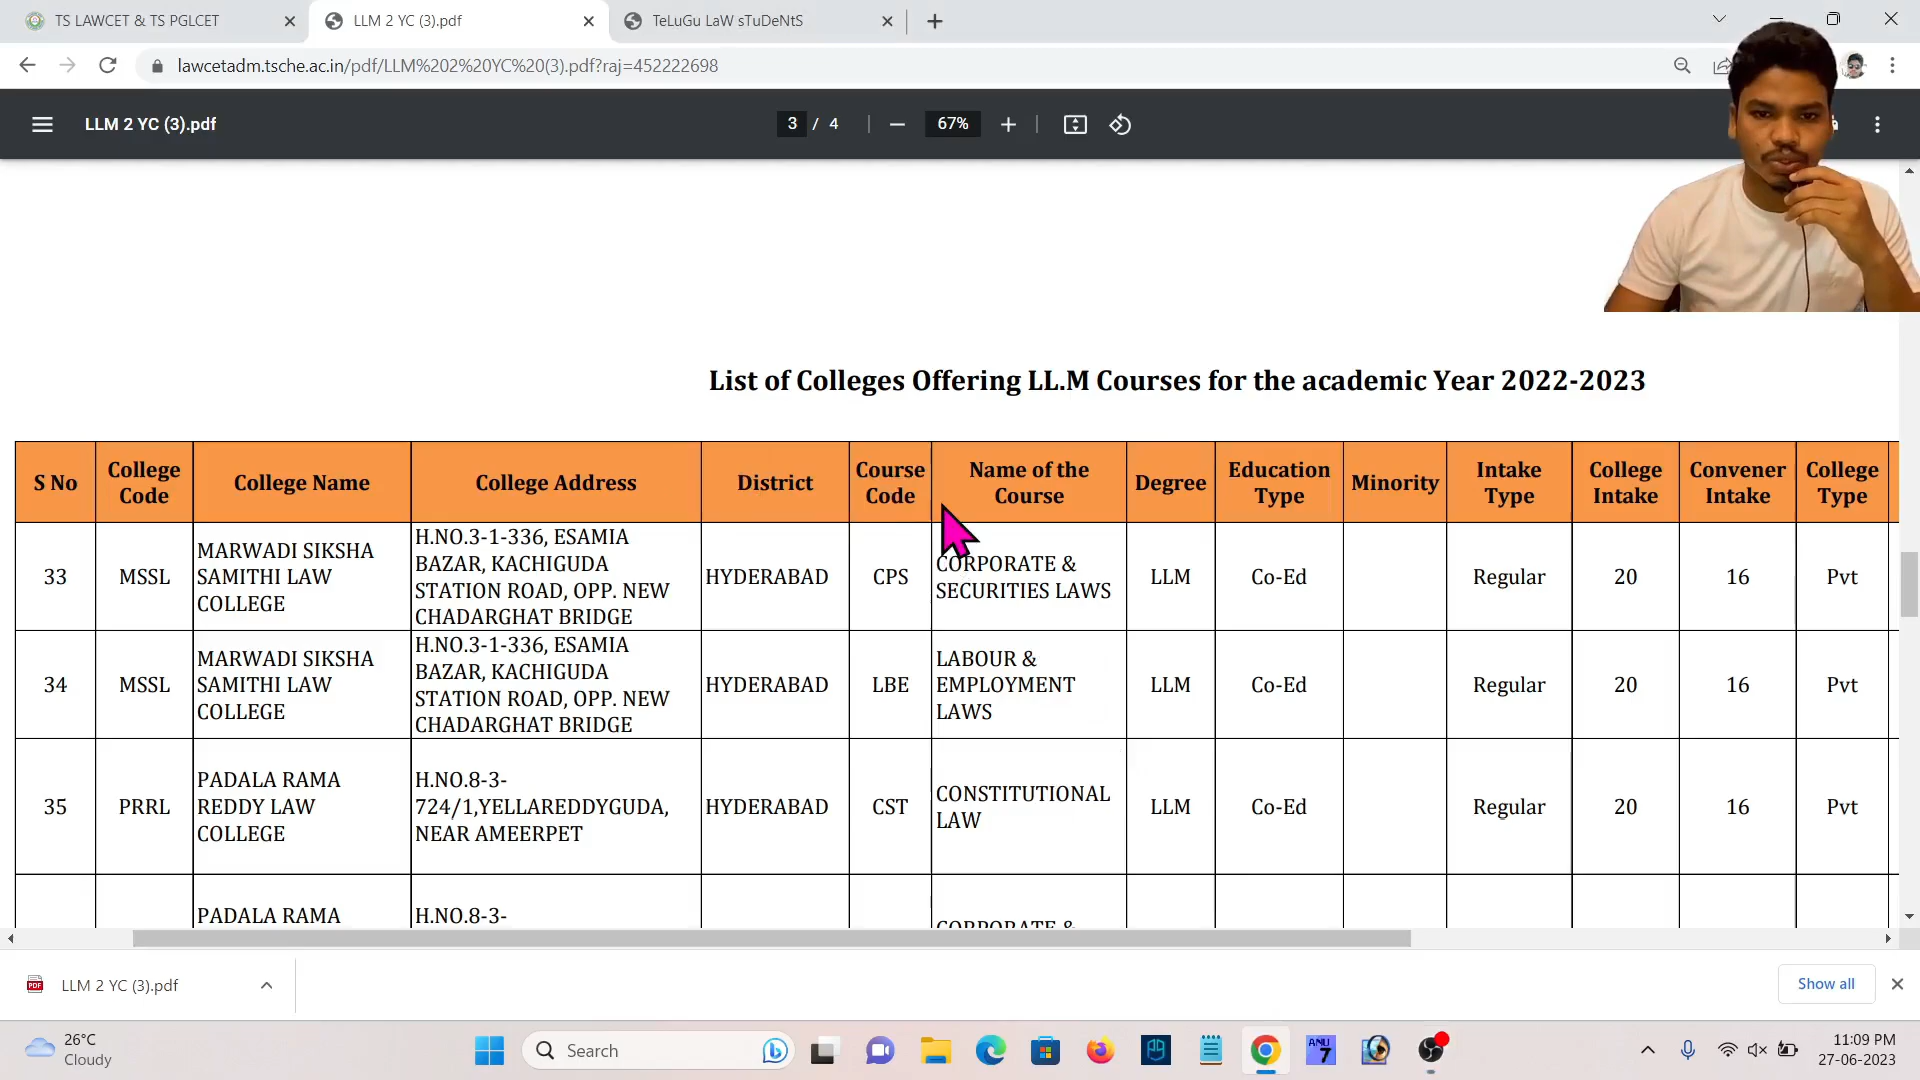 TS LAWCET & TS PGLCET
LLM 2 YC (3).pdf
TeLuGu LaW sTuDeNtS
lawcetadm.tsche.ac.in/pdf/LLM%202%20YC%20(3).pdf?raj=452222698
LLM 2 YC (3).pdf
3 / 4
67%
List of Colleges Offering LL.M Courses for the academic Year 2022-2023
S No
College
Code
College Name
College Address
District
Course
Code
Name of the
Course
Degree
Education
Type
Minority
Intake
Type
College
Intake
Convener
Intake
College
Type
33
MSSL
MARWADI SIKSHA
SAMITHI LAW
COLLEGE
H.NO.3-1-336, ESAMIA
BAZAR, KACHIGUDA
STATION ROAD, OPP. NEW
CHADARGHAT BRIDGE
HYDERABAD
CPS
CORPORATE &
SECURITIES LAWS
LLM
Co-Ed
Regular
20
16
Pvt
34
MSSL
MARWADI SIKSHA
SAMITHI LAW
COLLEGE
H.NO.3-1-336, ESAMIA
BAZAR, KACHIGUDA
STATION ROAD, OPP. NEW
CHADARGHAT BRIDGE
HYDERABAD
LBE
LABOUR &
EMPLOYMENT
LAWS
LLM
Co-Ed
Regular
20
16
Pvt
35
PRRL
PADALA RAMA
REDDY LAW
COLLEGE
H.NO.8-3-
724/1,YELLAREDDYGUDA,
NEAR AMEERPET
HYDERABAD
CST
CONSTITUTIONAL
LAW
LLM
Co-Ed
Regular
20
16
Pvt
PADALA RAMA
H.NO.8-3-
CORPORATE &
PDF
LLM 2 YC (3).pdf
Show all
26°C
Cloudy
Search
ANU
7
11:09 PM
27-06-2023